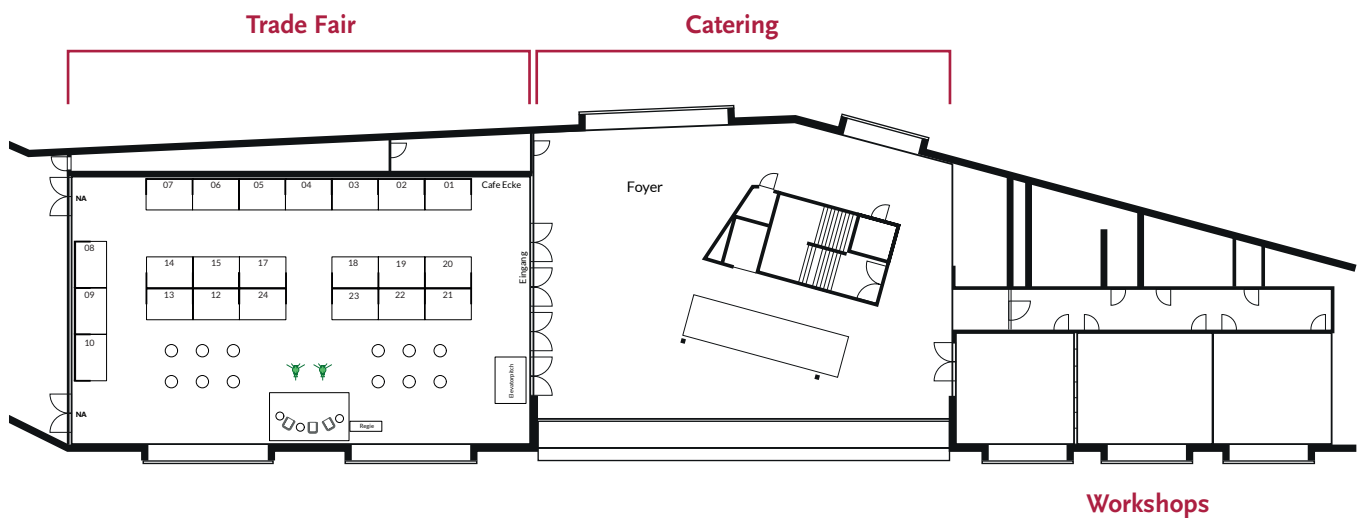 Trade Fair
Catering
07 06 05 04 03 02 01
Cafe Ecke
Foyer
NA
08
14 15 17
18 19 20
Eingang
09
13 12 24
23 22 21
10
Elevatorpitch
NA
Regie
Workshops